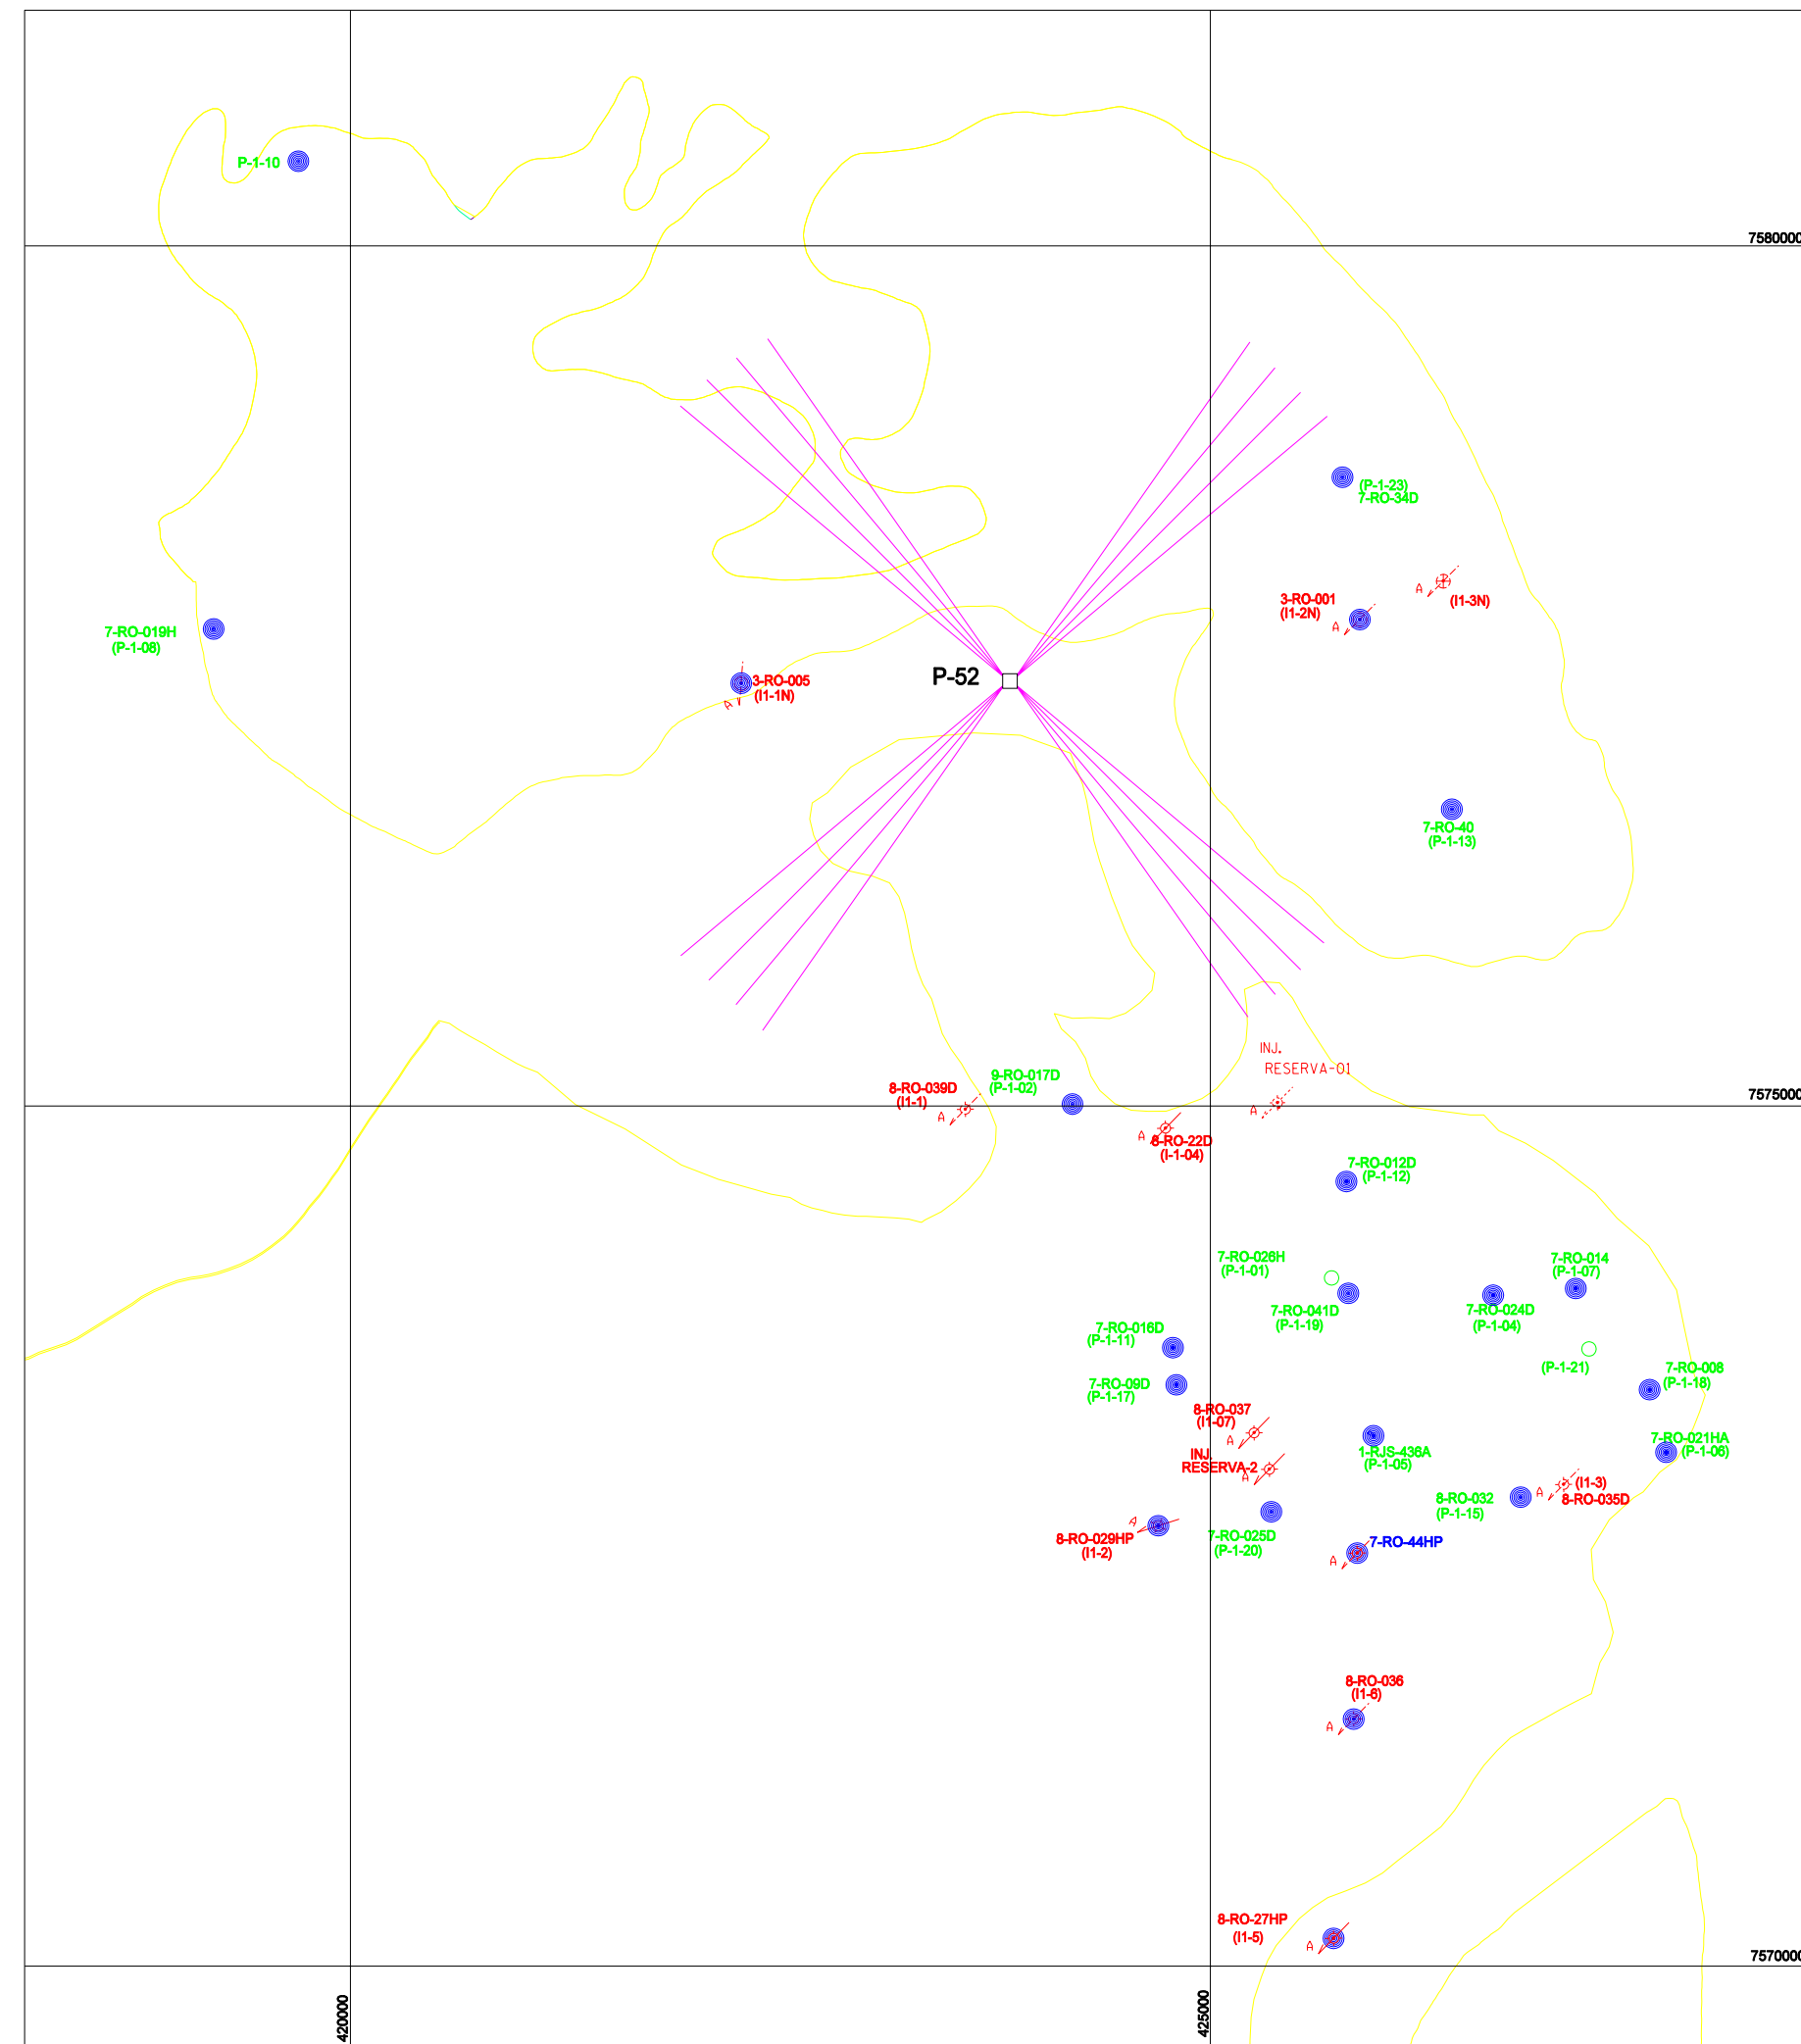 P-1-10
7580000
(P-1-23)
7-RO-34D
3-RO-001
(I1-2N)
A
A
(I1-3N)
7-RO-019H
(P-1-08)
3-RO-005
(I1-1N)
A
P-52
7-RO-40
(P-1-13)
INJ.
RESERVA-01
A
8-RO-039D
(I1-1)
A
9-RO-017D
(P-1-02)
7575000
A
8-RO-22D
(I-1-04)
7-RO-012D
(P-1-12)
7-RO-026H
(P-1-01)
7-RO-014
(P-1-07)
7-RO-041D
(P-1-19)
7-RO-024D
(P-1-04)
7-RO-016D
(P-1-11)
(P-1-21)
7-RO-008
(P-1-18)
7-RO-09D
(P-1-17)
8-RO-037
(I1-07)
A
1-RJS-436A
(P-1-05)
7-RO-021HA
(P-1-06)
INJ.
RESERVA-2
A
(I1-3)
8-RO-035D
A
8-RO-032
(P-1-15)
A
8-RO-029HP
(I1-2)
7-RO-025D
(P-1-20)
7-RO-44HP
A
8-RO-036
(I1-6)
A
8-RO-27HP
(I1-5)
A
7570000
420000
425000